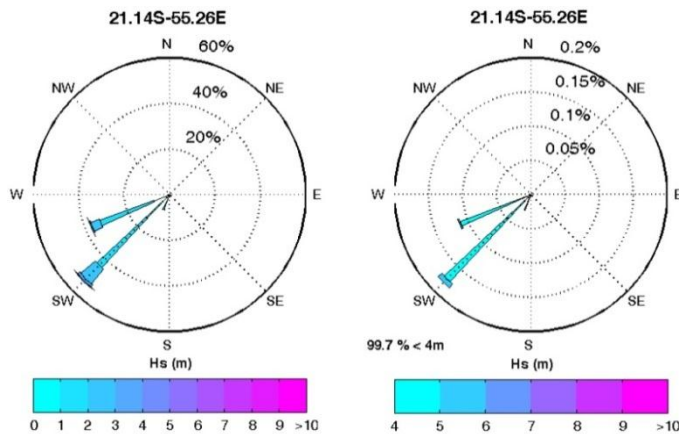 21.14S-55.26E
N
60%
NW
NE
40%
20%
W
E
SW
SE
S
Hs (m)
0 1 2 3 4 5 6 7 8 9 >10
21.14S-55.26E
N
0.2%
NW
0.15%
NE
0.1%
0.05%
W
E
SW
SE
S
99.7 % < 4m
Hs (m)
4 5 6 7 8 9 >10